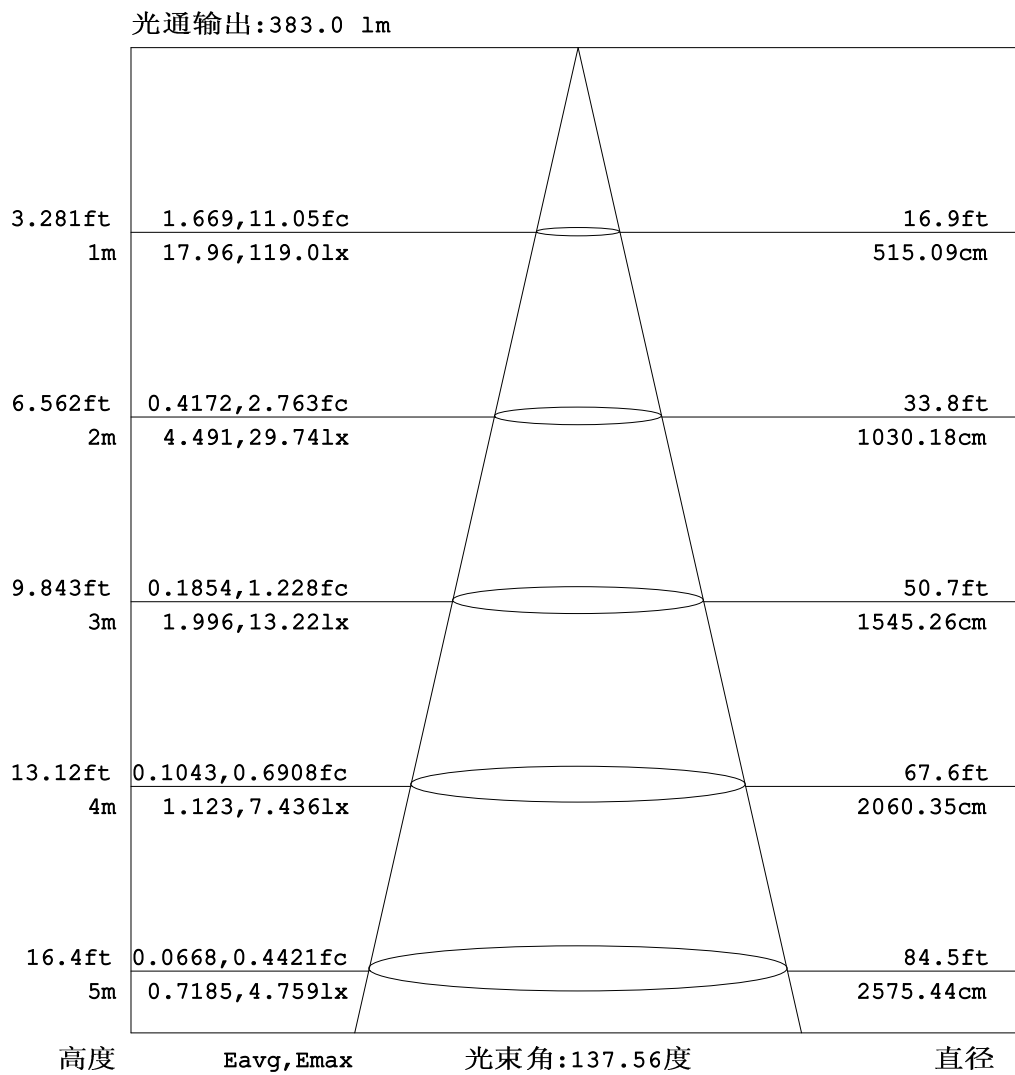 光通输出:383.0 lm
3.281ft 1.669,11.05fc 16.9ft
1m 17.96,119.0lx 515.09cm
6.562ft 0.4172,2.763fc 33.8ft
2m 4.491,29.74lx 1030.18cm
9.843ft 0.1854,1.228fc 50.7ft
3m 1.996,13.22lx 1545.26cm
13.12ft 0.1043,0.6908fc 67.6ft
4m 1.123,7.436lx 2060.35cm
16.4ft 0.0668,0.4421fc 84.5ft
5m 0.7185,4.759lx 2575.44cm
高度 Eavg,Emax 光束角:137.56度 直径